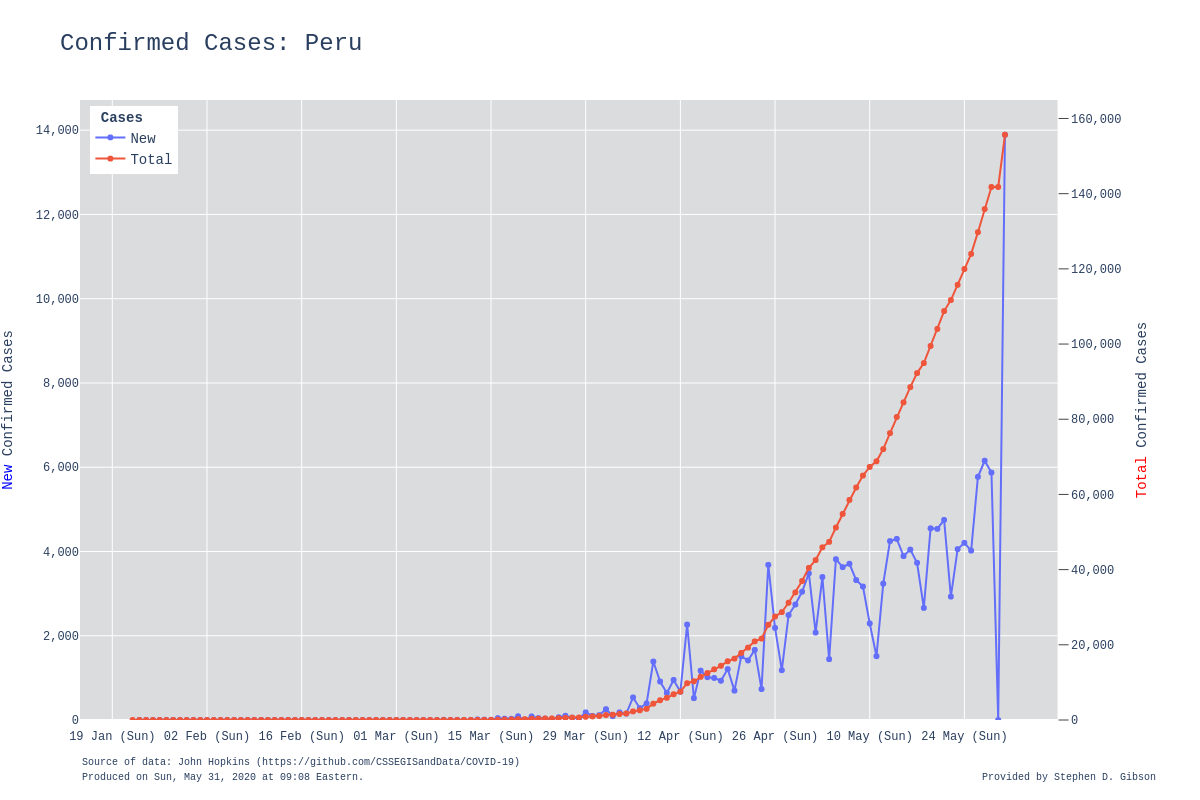 Confirmed Cases: Peru
Cases
New
Total
14,000
12,000
10,000
8,000
6,000
4,000
2,000
0
New Confirmed Cases
160,000
140,000
120,000
100,000
80,000
60,000
40,000
20,000
0
Total Confirmed Cases
19 Jan (Sun) 02 Feb (Sun) 16 Feb (Sun) 01 Mar (Sun) 15 Mar (Sun) 29 Mar (Sun) 12 Apr (Sun) 26 Apr (Sun) 10 May (Sun) 24 May (Sun)
Source of data: John Hopkins (https://github.com/CSSEGISandData/COVID-19)
Produced on Sun, May 31, 2020 at 09:08 Eastern.
Provided by Stephen D. Gibson